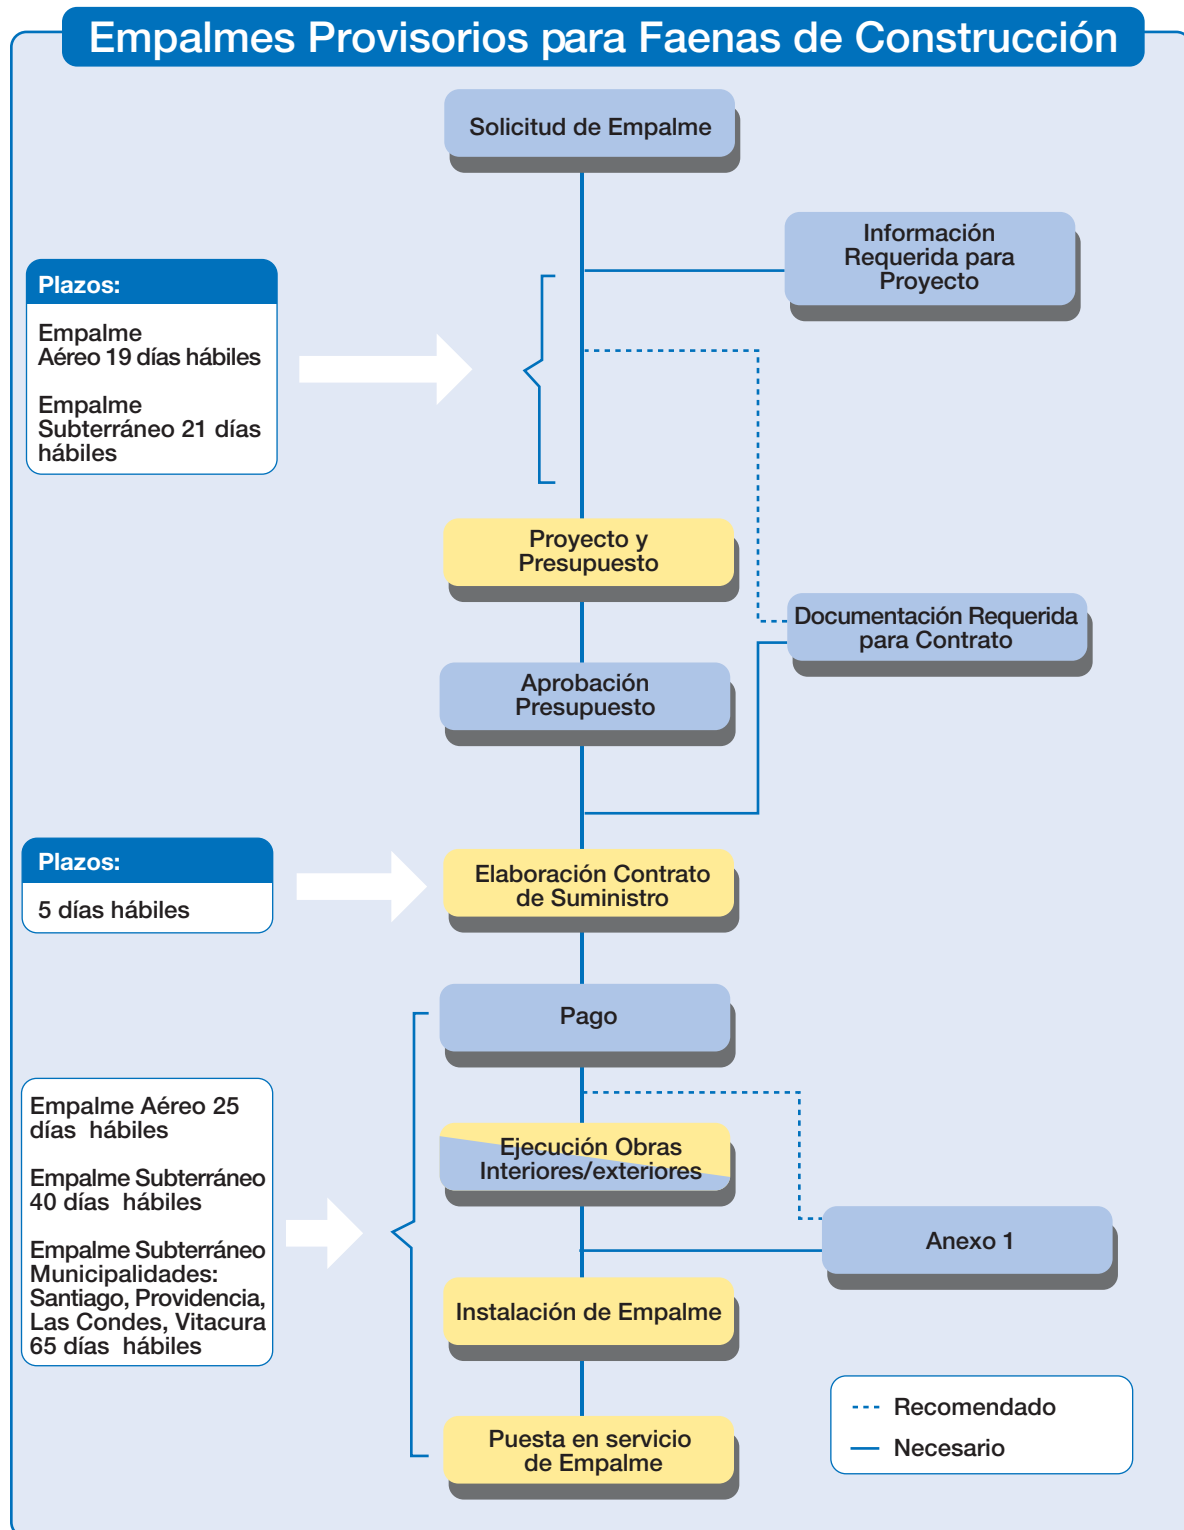 Empalmes Provisorios para Faenas de Construcción
Solicitud de Empalme
Información
Requerida para
Proyecto
Plazos:
Empalme
Aéreo 19 días hábiles
Empalme
Subterráneo 21 días
hábiles
Proyecto y
Presupuesto
Documentación Requerida
para Contrato
Aprobación
Presupuesto
Plazos:
5 días hábiles
Elaboración Contrato
de Suministro
Pago
Empalme Aéreo 25
días hábiles
Empalme Subterráneo
40 días hábiles
Empalme Subterráneo
Municipalidades:
Santiago, Providencia,
Las Condes, Vitacura
65 días hábiles
Ejecución Obras
Interiores/exteriores
Anexo 1
Instalación de Empalme
Puesta en servicio
de Empalme
Recomendado
Necesario